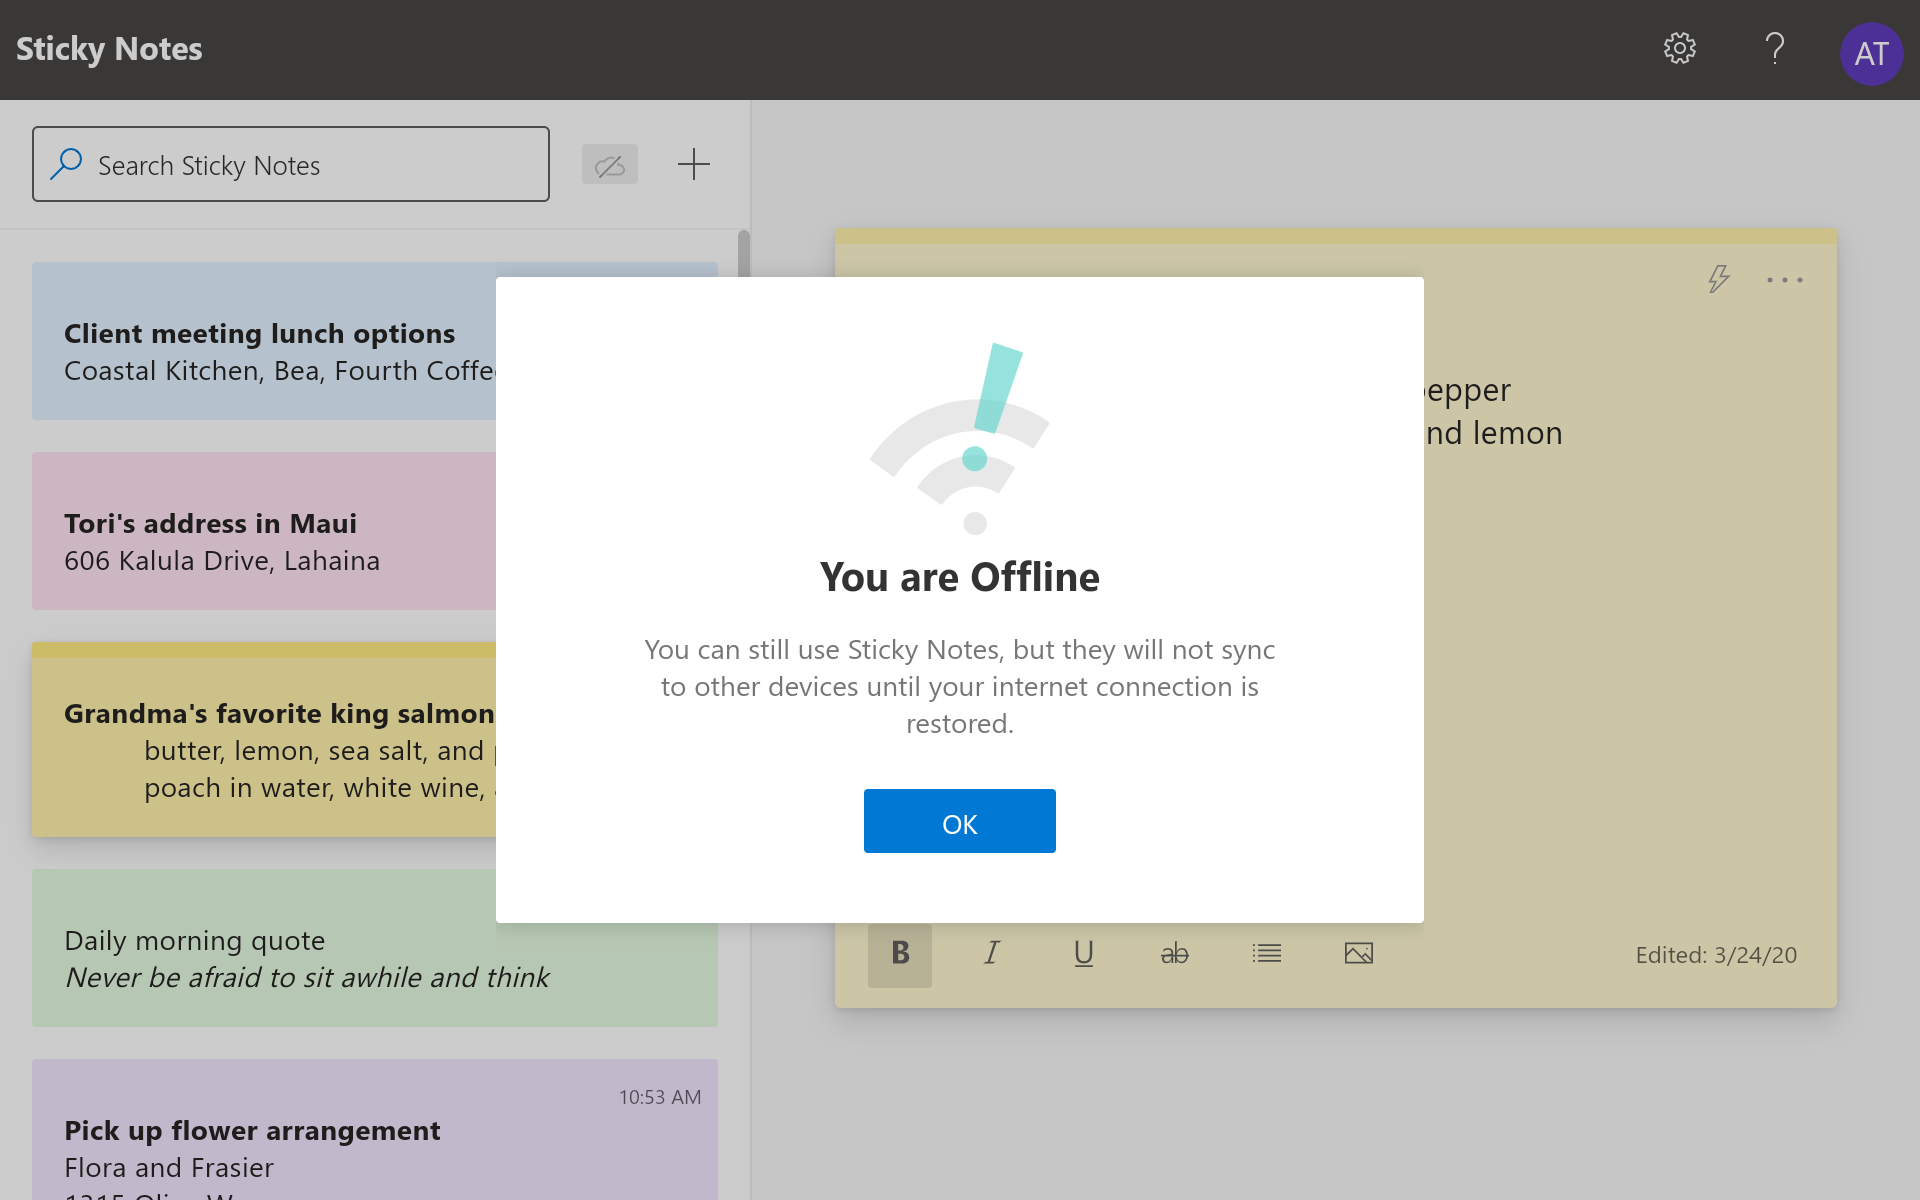 Sticky Notes
AT
Search Sticky Notes
Client meeting lunch options
Coastal Kitchen, Bea, Fourth
Tori's address in Maui
606 Kalula Drive, Lahaina
Grandma's favorite king salmon
butter, lemon, sea salt, and
poach in water, white wine,
Daily morning quote
Never be afraid to sit awhile and think
10:53 AM
Pick up flower arrangement
Flora and Frasier
lemon
You are Offline
You can still use Sticky Notes, but they will not sync
to other devices until your internet connection is
restored.
OK
B I U ab
Edited: 3/24/20